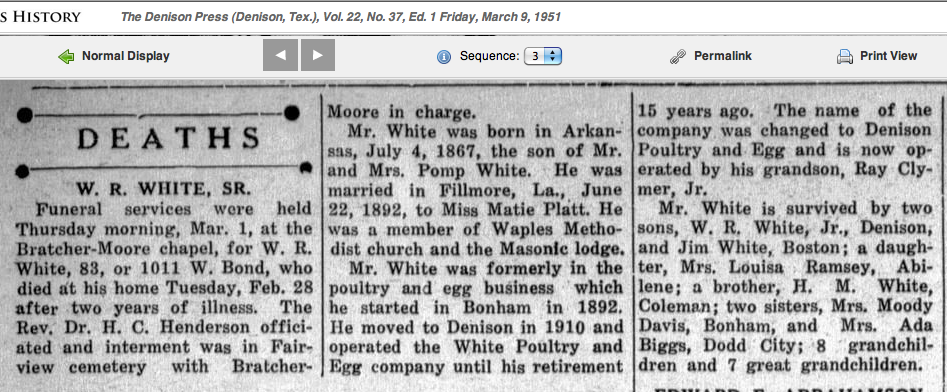 s History
The Denison Press (Denison, Tex.), Vol. 22, No. 37, Ed. 1 Friday, March 9, 1951
Normal Display
Sequence: 3
Permalink
Print View
DEATHS
W. R. WHITE, SR.
Funeral services were held
Thursday morning, Mar. 1, at the
Bratcher-Moore chapel, for W. R.
White, 83, or 1011 W. Bond, who
died at his home Tuesday, Feb. 28
after two years of illness. The
Rev. Dr. H. C. Henderson offici-
ated and interment was in Fair-
view cemetery with Bratcher-
Moore in charge.
Mr. White was born in Arkan-
sas, July 4, 1867, the son of Mr.
and Mrs. Pomp White. He was
married in Fillmore, La., June
22, 1892, to Miss Matie Platt. He
was a member of Waples Metho-
dist church and the Masonic lodge.
Mr. White was formerly in the
poultry and egg business which
he started in Bonham in 1892.
He moved to Denison in 1910 and
operated the White Poultry and
Egg company until his retirement
15 years ago. The name of the
company was changed to Denison
Poultry and Egg and is now op-
erated by his grandson, Ray Cly-
mer, Jr.
Mr. White is survived by two
sons, W. R. White, Jr., Denison,
and Jim White, Boston; a daugh-
ter, Mrs. Louisa Ramsey, Abi-
lene; a brother, H. M. White,
Coleman; two sisters, Mrs. Moody
Davis, Bonham, and Mrs. Ada
Biggs, Dodd City; 8 grandchil-
dren and 7 great grandchildren.